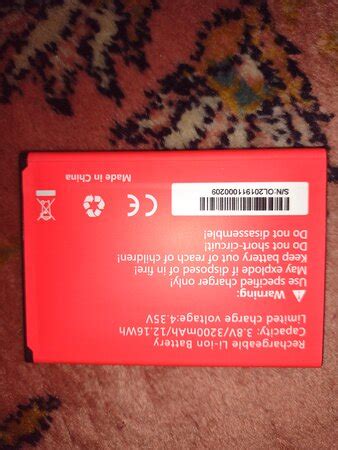 Rechargeable Li-ion Battery
Capacity: 3.8V/3200mAh/12.16Wh
Limited charge voltage:4.35V
Warning:
Use specified charger only!
May explode if disposed of in fire!
Keep battery out of reach of children!
Do not short-circuit!
Do not disassemble!
S/N:OL201911000209
CE
Made in China